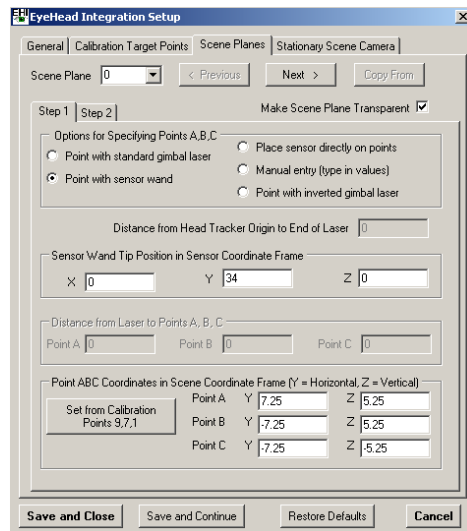 EyeHead Integration Setup
General Calibration Target Points Scene Planes Stationary Scene Camera
Scene Plane 0 < Previous Next > Copy From
Step 1 Step 2 Make Scene Plane Transparent
Options for Specifying Points A,B,C
Point with standard gimbal laser
Place sensor directly on points
Point with sensor wand
Manual entry (type in values)
Point with inverted gimbal laser
Distance from Head Tracker Origin to End of Laser 0
Sensor Wand Tip Position in Sensor Coordinate Frame
X 0 Y 34 Z 0
Distance from Laser to Points A, B, C
Point A 0 Point B 0 Point C 0
Point ABC Coordinates in Scene Coordinate Frame (Y = Horizontal, Z = Vertical)
Set from Calibration
Points 9,7,1
Point A Y 7.25 Z 5.25
Point B Y -7.25 Z 5.25
Point C Y -7.25 Z -5.25
Save and Close Save and Continue Restore Defaults Cancel